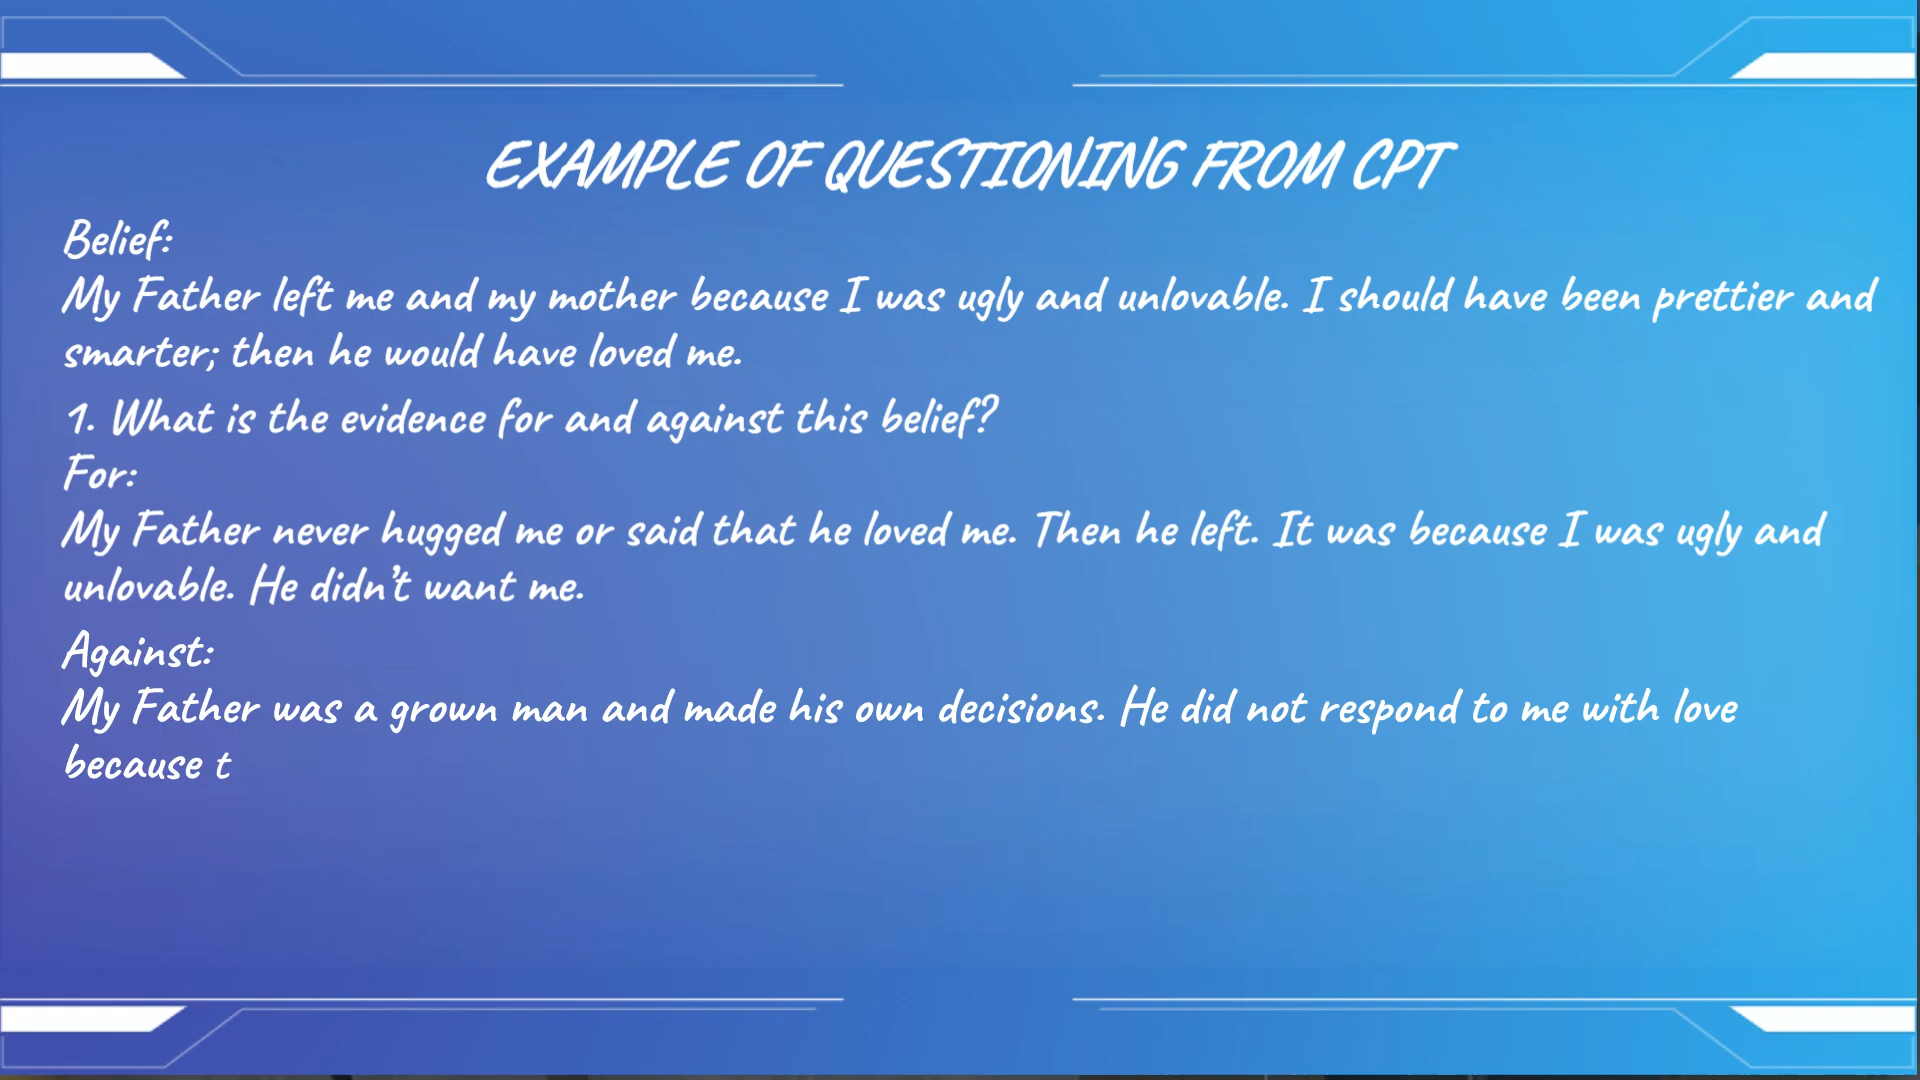 EXAMPLE OF QUESTIONING FROM CPT
Belief:
My Father left me and my mother because I was ugly and unlovable. I should have been prettier and
smarter; then he would have loved me.
1. What is the evidence for and against this belief?
For:
My Father never hugged me or said that he loved me. Then he left. It was because I was ugly and
unlovable. He didn’t want me.
Against:
My Father was a grown man and made his own decisions. He did not respond to me with love
because t